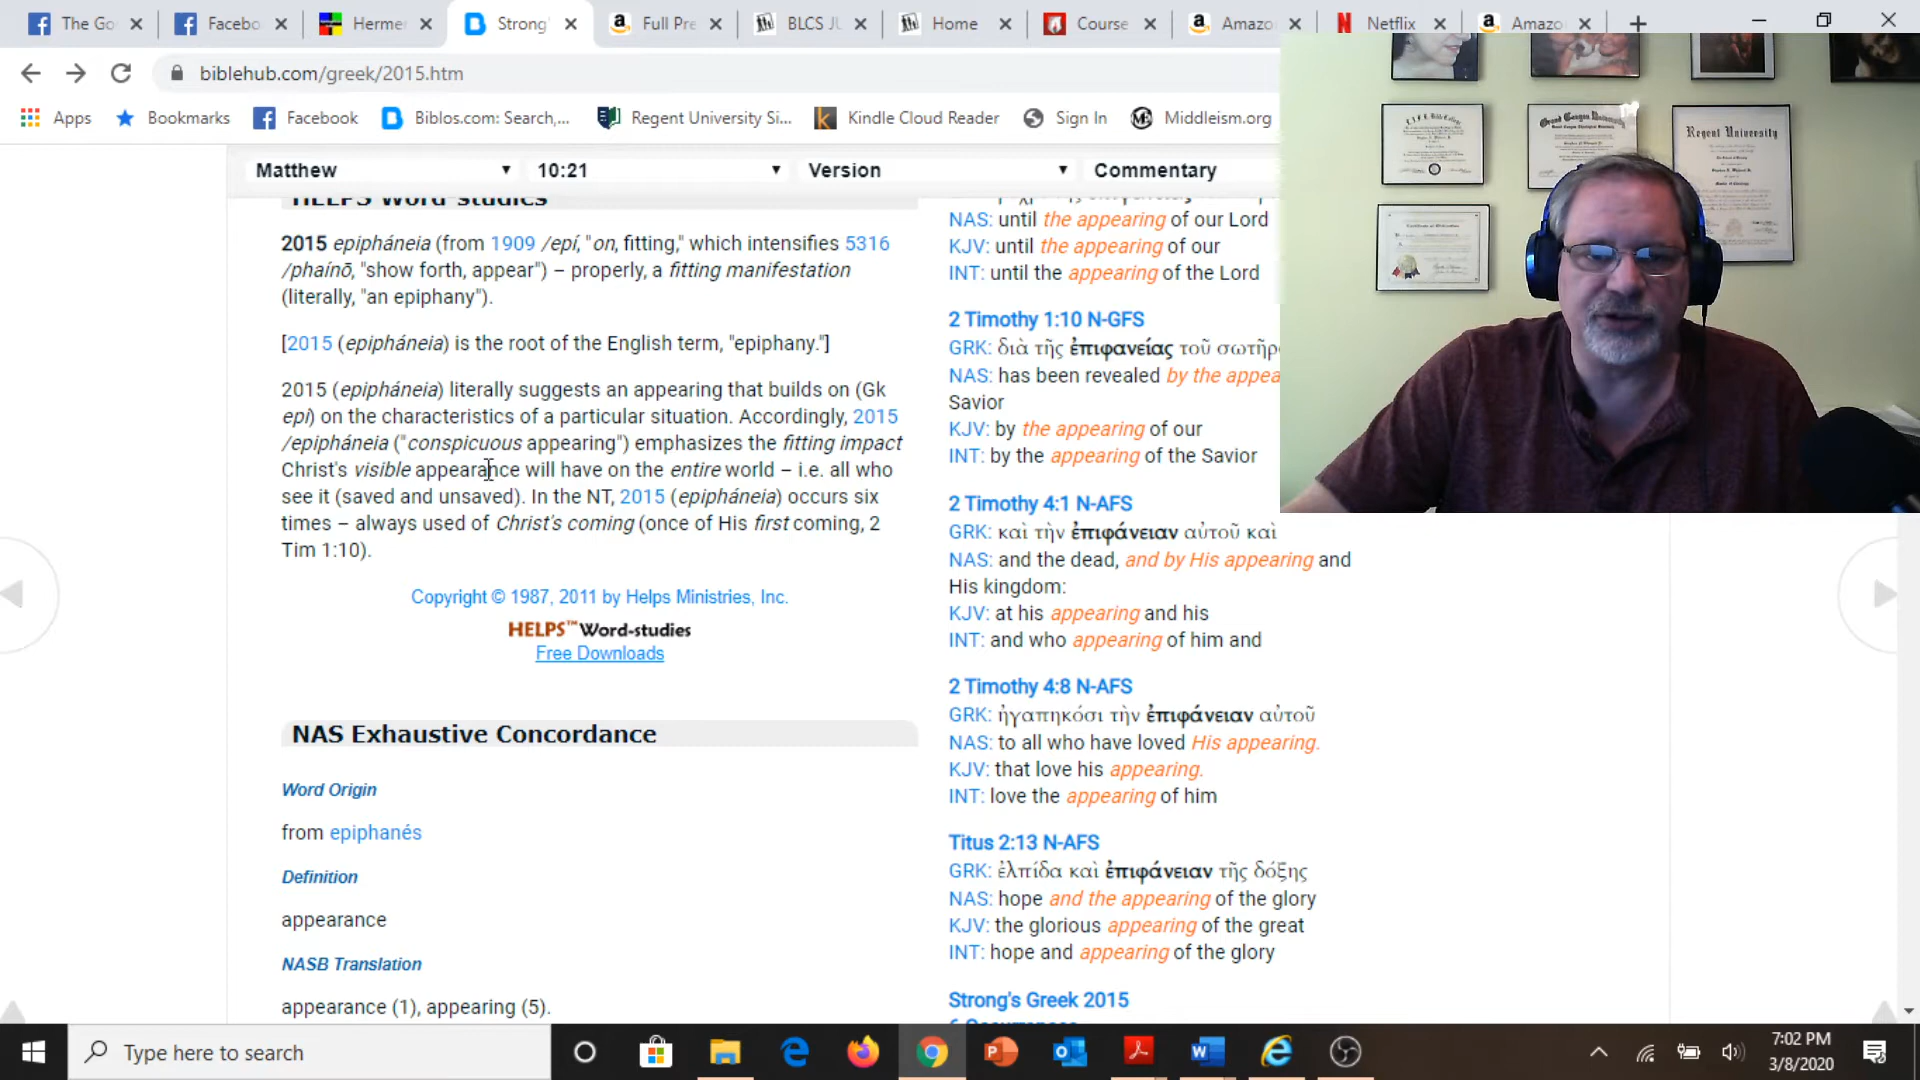 The Go
Facebo
Herme
Strong'
Full Pre
BLCS JU
Home
Course
Amazo
Netflix
Amazo
biblehub.com/greek/2015.htm
Apps
Bookmarks
Facebook
Biblos.com: Search,...
Regent University Si...
Kindle Cloud Reader
Sign In
Middleism.org
Matthew
10:21
Version
Commentary
HELPS Word-studies
2015 epipháneia (from 1909 /epí, "on, fitting," which intensifies 5316
/phaínō, "show forth, appear") – properly, a fitting manifestation
(literally, "an epiphany").
[2015 (epipháneia) is the root of the English term, "epiphany."]
2015 (epipháneia) literally suggests an appearing that builds on (Gk
epí) on the characteristics of a particular situation. Accordingly, 2015
/epipháneia ("conspicuous appearing") emphasizes the fitting impact
Christ's visible appearance will have on the entire world – i.e. all who
see it (saved and unsaved). In the NT, 2015 (epipháneia) occurs six
times – always used of Christ's coming (once of His first coming, 2
Tim 1:10).
Copyright © 1987, 2011 by Helps Ministries, Inc.
HELPS™ Word-studies
Free Downloads
NAS Exhaustive Concordance
Word Origin
from epiphanés
Definition
appearance
NASB Translation
appearance (1), appearing (5).
NAS: until the appearing of our Lord
KJV: until the appearing of our
INT: until the appearing of the Lord
2 Timothy 1:10 N-GFS
GRK: διὰ τῆς ἐπιφανείας τοῦ σωτῆρ
NAS: has been revealed by the appea
Savior
KJV: by the appearing of our
INT: by the appearing of the Savior
2 Timothy 4:1 N-AFS
GRK: καὶ τὴν ἐπιφάνειαν αὐτοῦ καὶ
NAS: and the dead, and by His appearing and
His kingdom:
KJV: at his appearing and his
INT: and who appearing of him and
2 Timothy 4:8 N-AFS
GRK: ἠγαπηκόσι τὴν ἐπιφάνειαν αὐτοῦ
NAS: to all who have loved His appearing.
KJV: that love his appearing.
INT: love the appearing of him
Titus 2:13 N-AFS
GRK: ἐλπίδα καὶ ἐπιφάνειαν τῆς δόξης
NAS: hope and the appearing of the glory
KJV: the glorious appearing of the great
INT: hope and appearing of the glory
Strong's Greek 2015
6 Occurrences
Grand Canyon University
Regent University
Type here to search
7:02 PM
3/8/2020